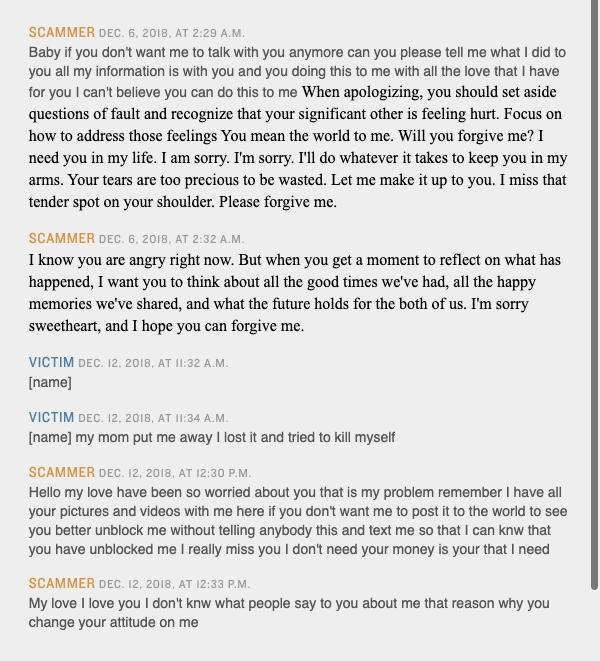 SCAMMER DEC. 6, 2018, AT 2:29 A.M.
Baby if you don't want me to talk with you anymore can you please tell me what I did to
you all my information is with you and you doing this to me with all the love that I have
for you I can't believe you can do this to me When apologizing, you should set aside
questions of fault and recognize that your significant other is feeling hurt. Focus on
how to address those feelings You mean the world to me. Will you forgive me? I
need you in my life. I am sorry. I'm sorry. I'll do whatever it takes to keep you in my
arms. Your tears are too precious to be wasted. Let me make it up to you. I miss that
tender spot on your shoulder. Please forgive me.
SCAMMER DEC. 6, 2018, AT 2:32 A.M.
I know you are angry right now. But when you get a moment to reflect on what has
happened, I want you to think about all the good times we've had, all the happy
memories we've shared, and what the future holds for the both of us. I'm sorry
sweetheart, and I hope you can forgive me.
VICTIM DEC. 12, 2018, AT 11:32 A.M.
[name]
VICTIM DEC. 12, 2018, AT 11:34 A.M.
[name] my mom put me away I lost it and tried to kill myself
SCAMMER DEC. 12, 2018, AT 12:30 P.M.
Hello my love have been so worried about you that is my problem remember I have all
your pictures and videos with me here if you don't want me to post it to the world to see
you better unblock me without telling anybody this and text me so that I can knw that
you have unblocked me I really miss you I don't need your money is your that I need
SCAMMER DEC. 12, 2018, AT 12:33 P.M.
My love I love you I don't knw what people say to you about me that reason why you
change your attitude on me